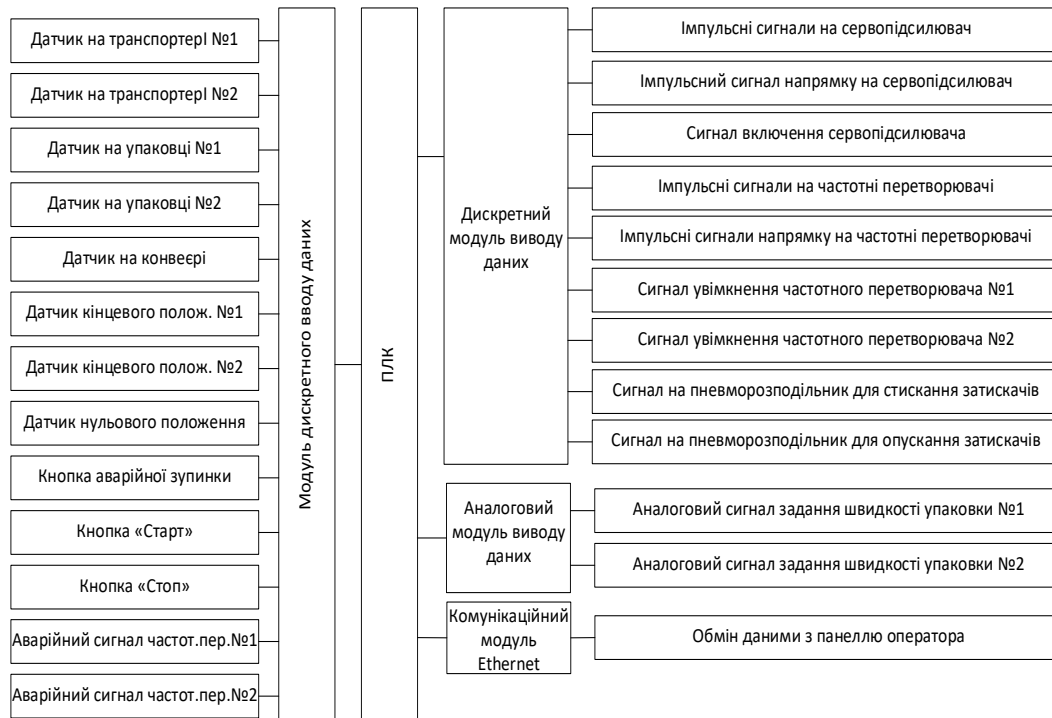 Датчик на транспортерІ №1
Датчик на транспортерІ №2
Датчик на упаковці №1
Датчик на упаковці №2
Датчик на конвеєрі
Датчик кінцевого полож. №1
Датчик кінцевого полож. №2
Датчик нульового положення
Кнопка аварійної зупинки
Кнопка «Старт»
Кнопка «Стоп»
Аварійний сигнал частот.пер.№1
Аварійний сигнал частот.пер.№2
Модуль дискретного вводу даних
ПЛК
Дискретний
модуль виводу
даних
Аналоговий
модуль виводу
даних
Комунікаційний
модуль
Ethernet
Імпульсні сигнали на сервопідсилювач
Імпульсний сигнал напрямку на сервопідсилювач
Сигнал включення сервопідсилювача
Імпульсні сигнали на частотні перетворювачі
Імпульсні сигнали напрямку на частотні перетворювачі
Сигнал увімкнення частотного перетворювача №1
Сигнал увімкнення частотного перетворювача №2
Сигнал на пневморозподільник для стискання затискачів
Сигнал на пневморозподільник для опускання затискачів
Аналоговий сигнал задання швидкості упаковки №1
Аналоговий сигнал задання швидкості упаковки №2
Обмін даними з панеллю оператора